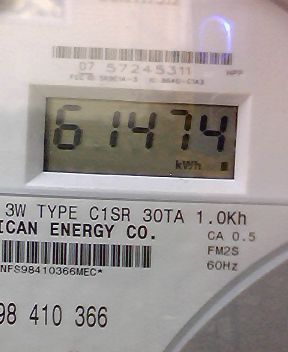 07 57245311 HPP
61474
kWh
3W TYPE C1SR 30TA 1.0Kh
ICAN ENERGY CO.
CA 0.5
FM2S
60Hz
NFS98410366MEC*
98 410 366